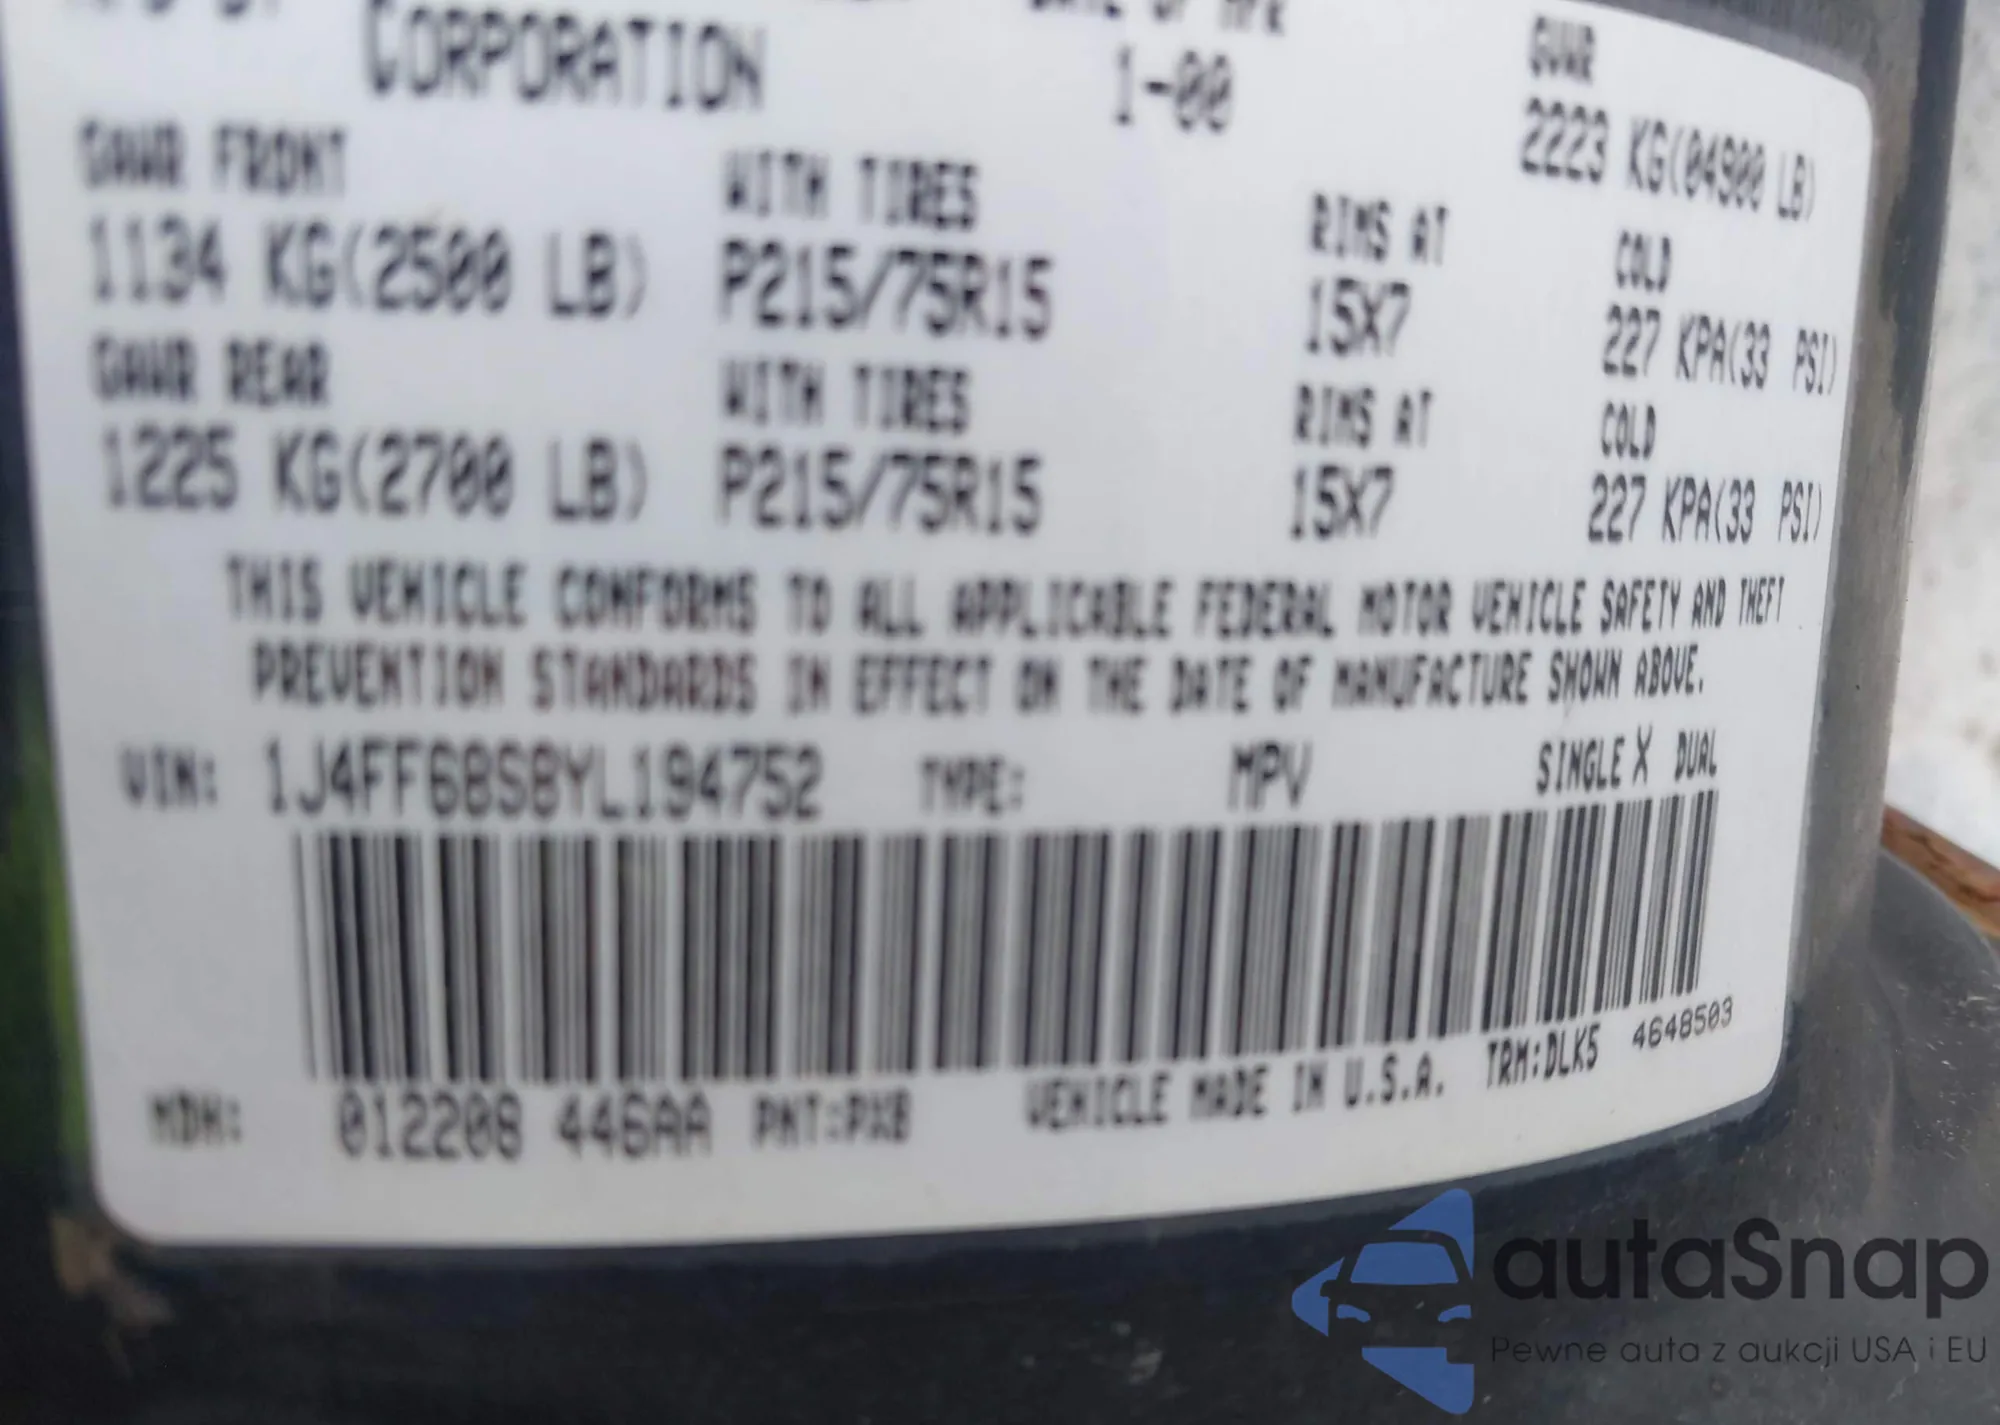 CORPORATION
DATE OF MFR
1-00
GVWR
2223 KG(04900 LB)
GAWR FRONT WITH TIRES RIMS AT COLD
1134 KG(2500 LB) P215/75R15 15X7 227 KPA(33 PSI)
GAWR REAR WITH TIRES RIMS AT COLD
1225 KG(2700 LB) P215/75R15 15X7 227 KPA(33 PSI)
THIS VEHICLE CONFORMS TO ALL APPLICABLE FEDERAL MOTOR VEHICLE SAFETY AND THEFT
PREVENTION STANDARDS IN EFFECT ON THE DATE OF MANUFACTURE SHOWN ABOVE.
VIN: 1J4FF68S8YL194752 TYPE: MPV SINGLE X DUAL
MDH: 012208 446AA PNT:PX8 VEHICLE MADE IN U.S.A. TRM:DLK5 4648503
autaSnap
Pewne auta z aukcji USA i EU